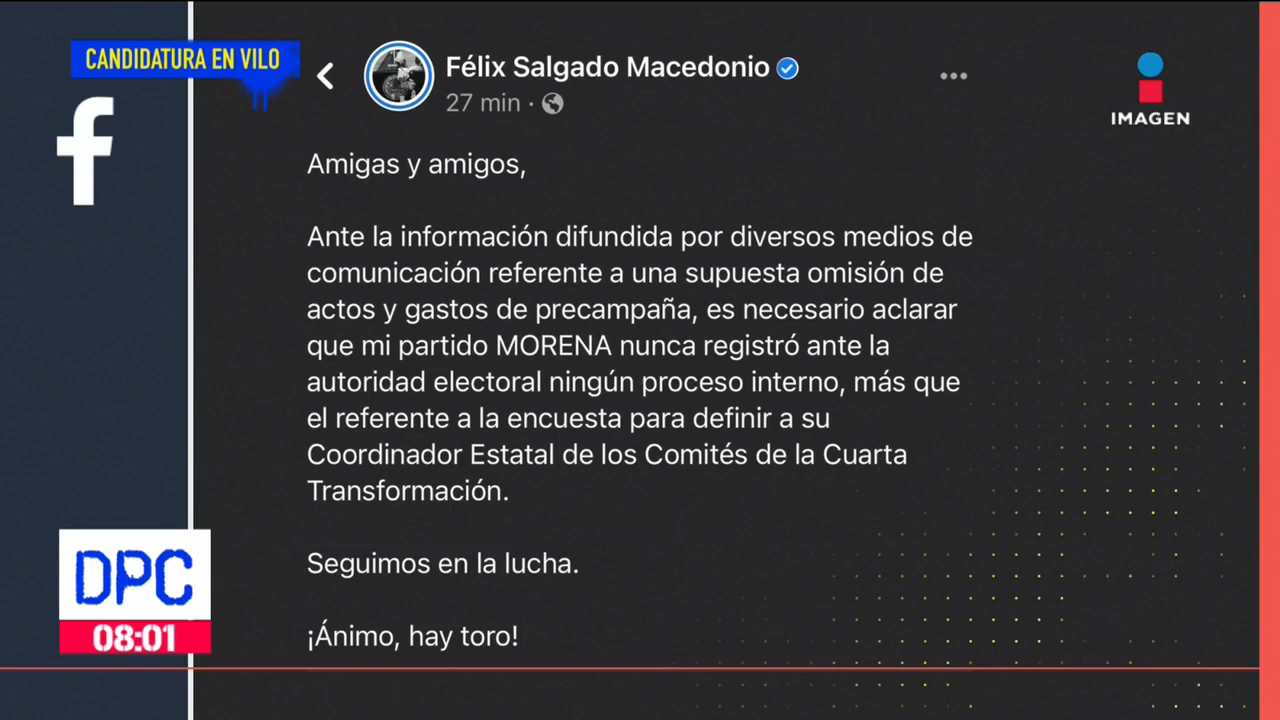 CANDIDATURA EN VILO
f
Félix Salgado Macedonio
27 min ·
IMAGEN
Amigas y amigos,
Ante la información difundida por diversos medios de
comunicación referente a una supuesta omisión de
actos y gastos de precampaña, es necesario aclarar
que mi partido MORENA nunca registró ante la
autoridad electoral ningún proceso interno, más que
el referente a la encuesta para definir a su
Coordinador Estatal de los Comités de la Cuarta
Transformación.
Seguimos en la lucha.
¡Ánimo, hay toro!
DPC
08:01